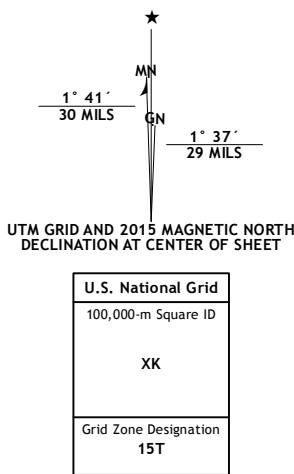 MN
1° 41´
30 MILS
GN
1° 37´
29 MILS
UTM GRID AND 2015 MAGNETIC NORTH
DECLINATION AT CENTER OF SHEET
U.S. National Grid
100,000-m Square ID
XK
Grid Zone Designation
15T